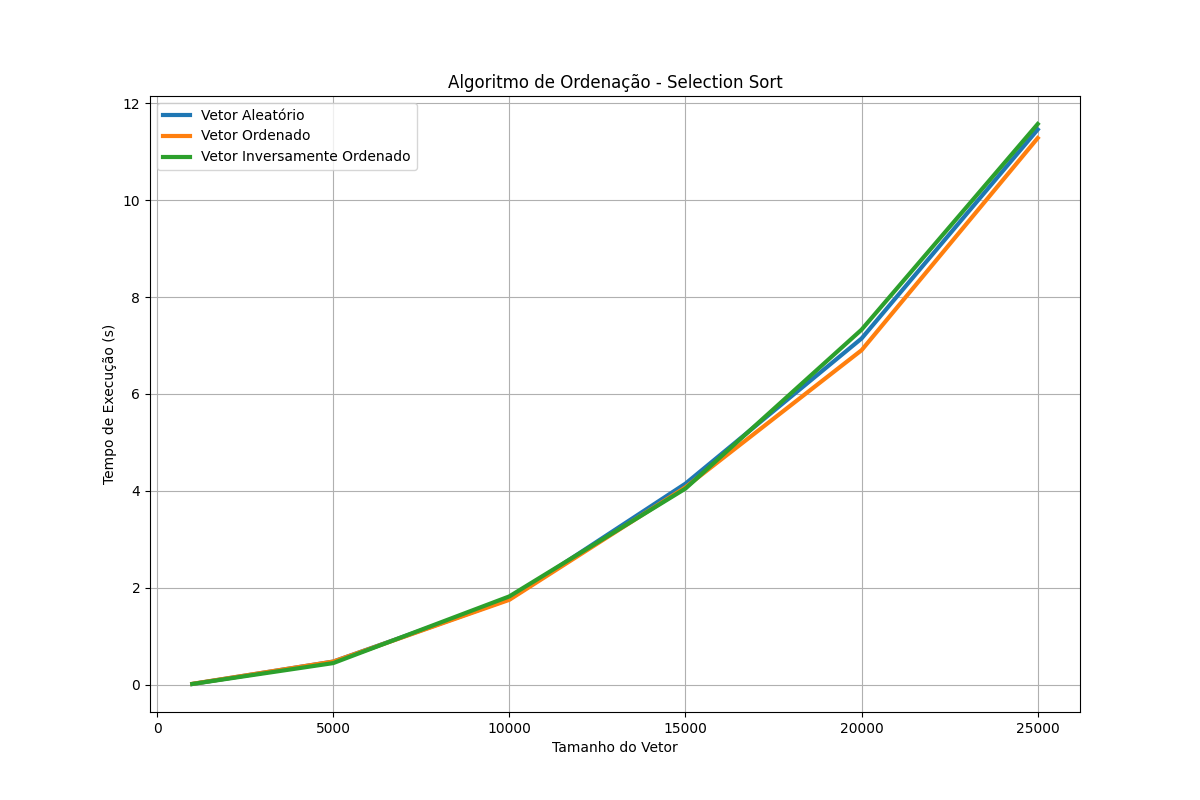 Algoritmo de Ordenação - Selection Sort
Vetor Aleatório
Vetor Ordenado
Vetor Inversamente Ordenado
12
10
8
6
4
2
0
Tempo de Execução (s)
0
5000
10000
15000
20000
25000
Tamanho do Vetor